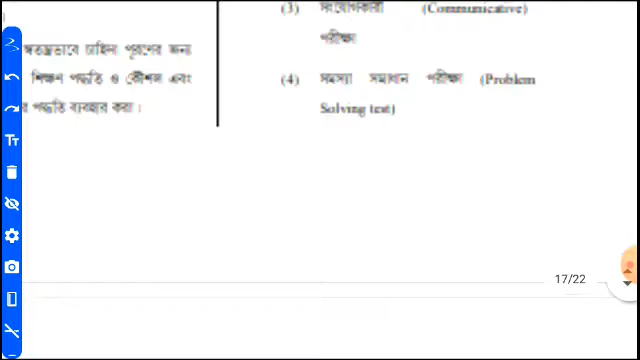 স্বতন্ত্রভাবে চাহিদা পূরণের জন্য
শিক্ষণ পদ্ধতি ও কৌশল এবং
র পদ্ধতি ব্যবহার করা।
(3) সংযোগকারী (Communicative)
পরীক্ষা
(4) সমস্যা সমাধান পরীক্ষা (Problem
Solving test)
17/22